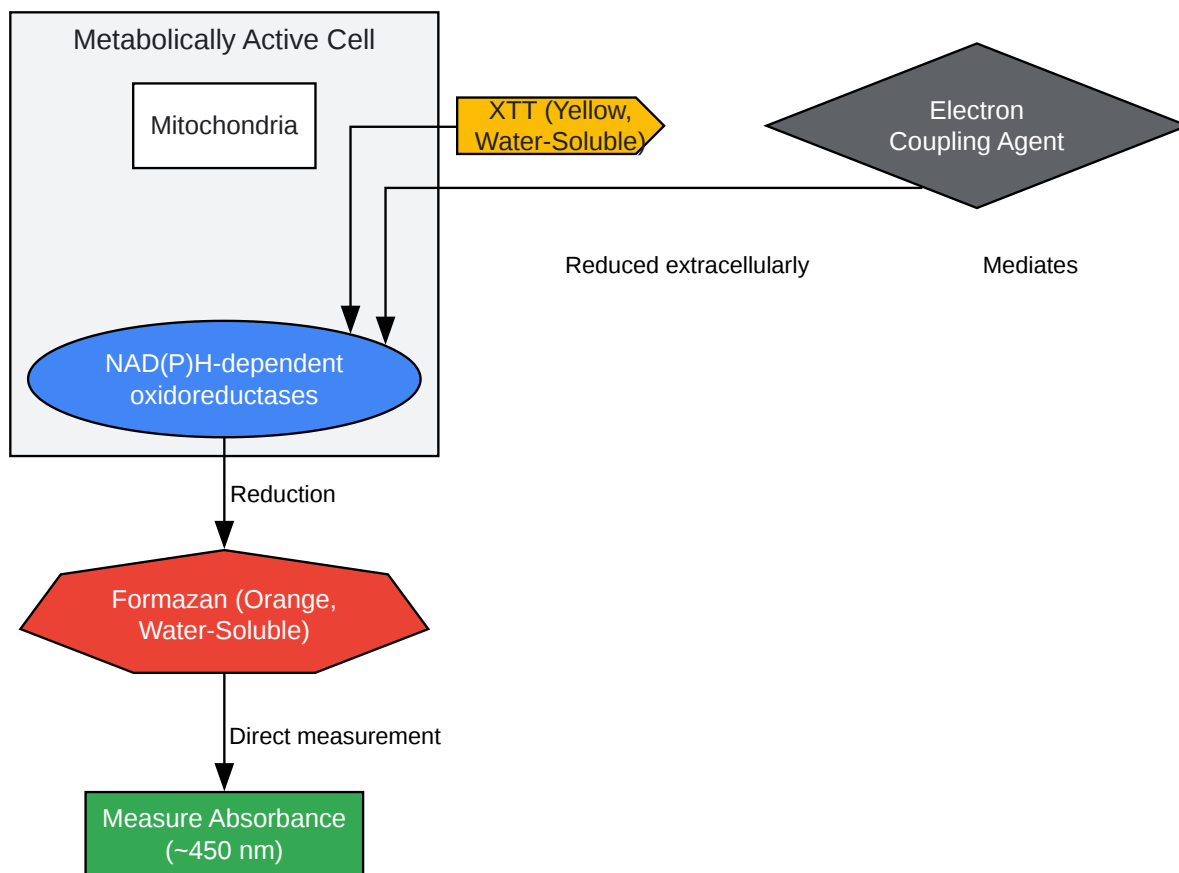 Metabolically Active Cell
Mitochondria
XTT (Yellow,
Water-Soluble)
Electron
Coupling Agent
Reduced extracellularly
Mediates
NAD(P)H-dependent
oxidoreductases
Reduction
Formazan (Orange,
Water-Soluble)
Direct measurement
Measure Absorbance
(~450 nm)